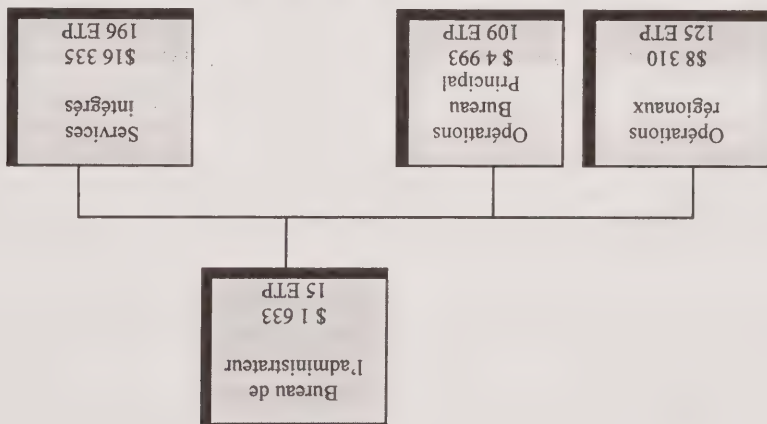 Bureau de
l'administrateur
$ 1 633
15 ETP
Opérations
régionaux
$8 310
125 ETP
Opérations
Bureau
Principal
$ 4 993
109 ETP
Services
intégrés
$16 335
196 ETP